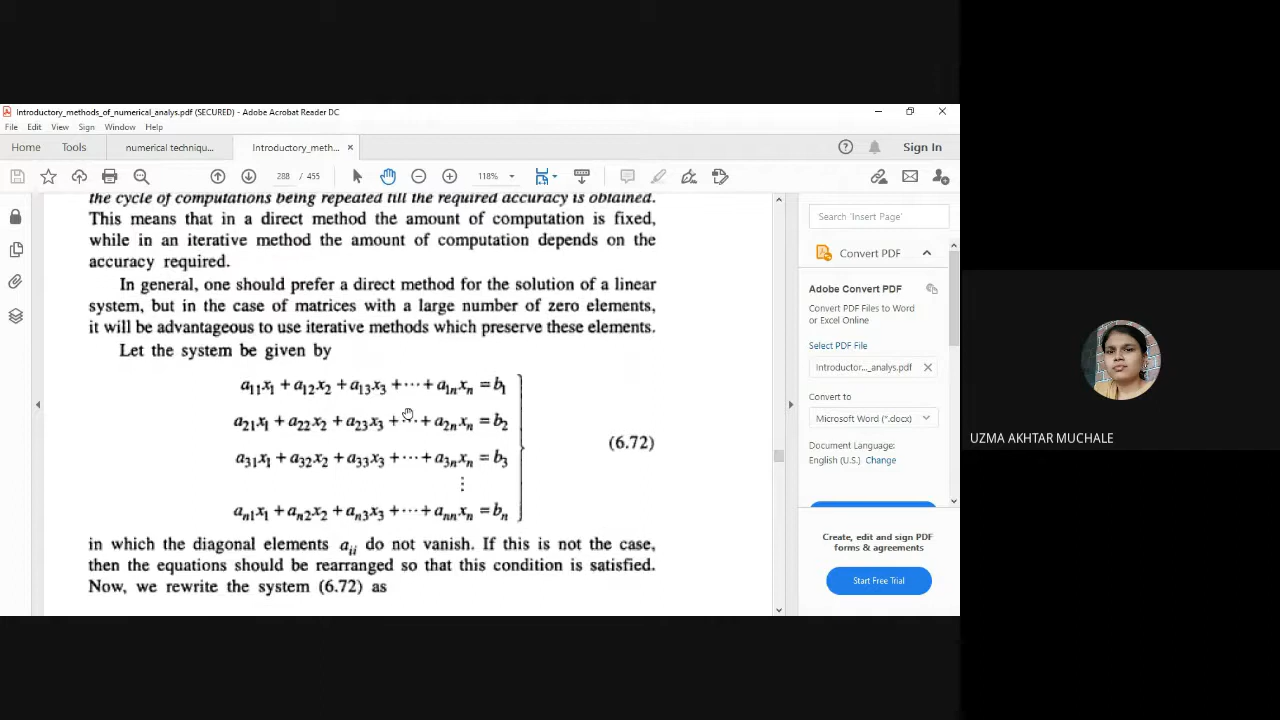 Introductory_methods_of_numerical_analys.pdf (SECURED) - Adobe Acrobat Reader DC
File Edit View Sign Window Help
Home Tools numerical techniqu... Introductory_meth... × Sign In
288 / 455 118%
the cycle of computations being repeated till the required accuracy is obtained.
This means that in a direct method the amount of computation is fixed,
while in an iterative method the amount of computation depends on the
accuracy required.
In general, one should prefer a direct method for the solution of a linear
system, but in the case of matrices with a large number of zero elements,
it will be advantageous to use iterative methods which preserve these elements.
Let the system be given by
a11x1 + a12x2 + a13x3 + ⋯ + a1nxn = b1
a21x1 + a22x2 + a23x3 + ⋯ + a2nxn = b2
a31x1 + a32x2 + a33x3 + ⋯ + a3nxn = b3
⋮
an1x1 + an2x2 + an3x3 + ⋯ + annxn = bn
(6.72)
in which the diagonal elements aii do not vanish. If this is not the case,
then the equations should be rearranged so that this condition is satisfied.
Now, we rewrite the system (6.72) as
Search 'Insert Page'
Convert PDF
Adobe Convert PDF
Convert PDF Files to Word
or Excel Online
Select PDF File
Introductor..._analys.pdf ×
Convert to
Microsoft Word (*.docx)
Document Language:
English (U.S.) Change
Create, edit and sign PDF
forms & agreements
Start Free Trial
UZMA AKHTAR MUCHALE